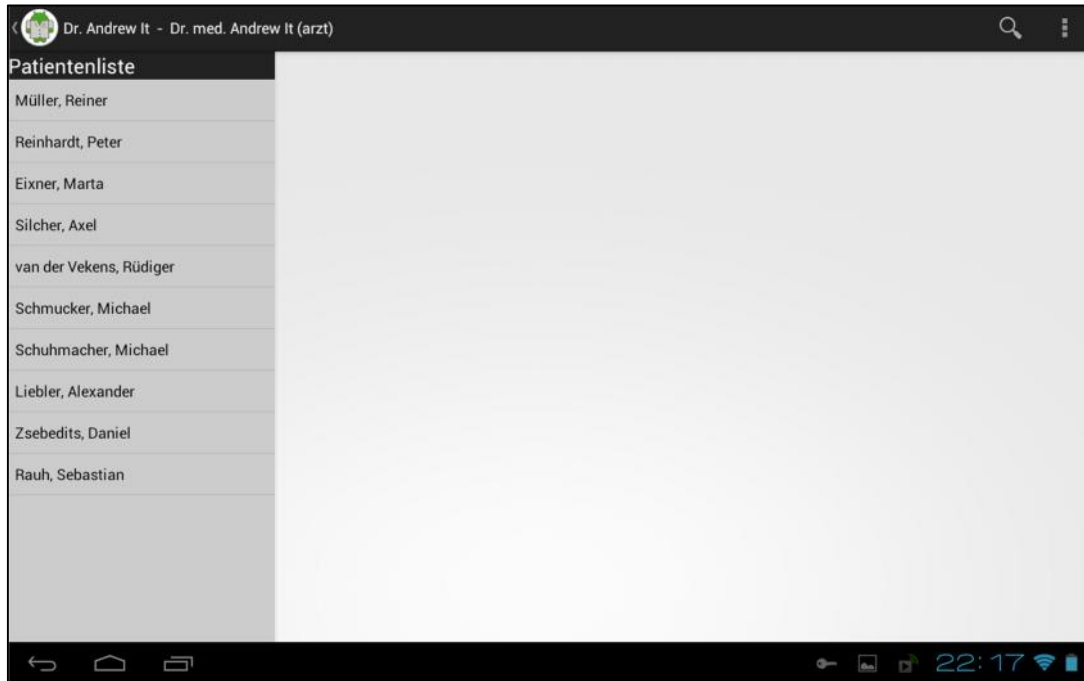 Dr. Andrew It - Dr. med. Andrew It (arzt)
Patientenliste
Müller, Reiner
Reinhardt, Peter
Eixner, Marta
Silcher, Axel
van der Vekens, Rüdiger
Schmucker, Michael
Schuhmacher, Michael
Liebler, Alexander
Zsebedits, Daniel
Rauh, Sebastian
22:17